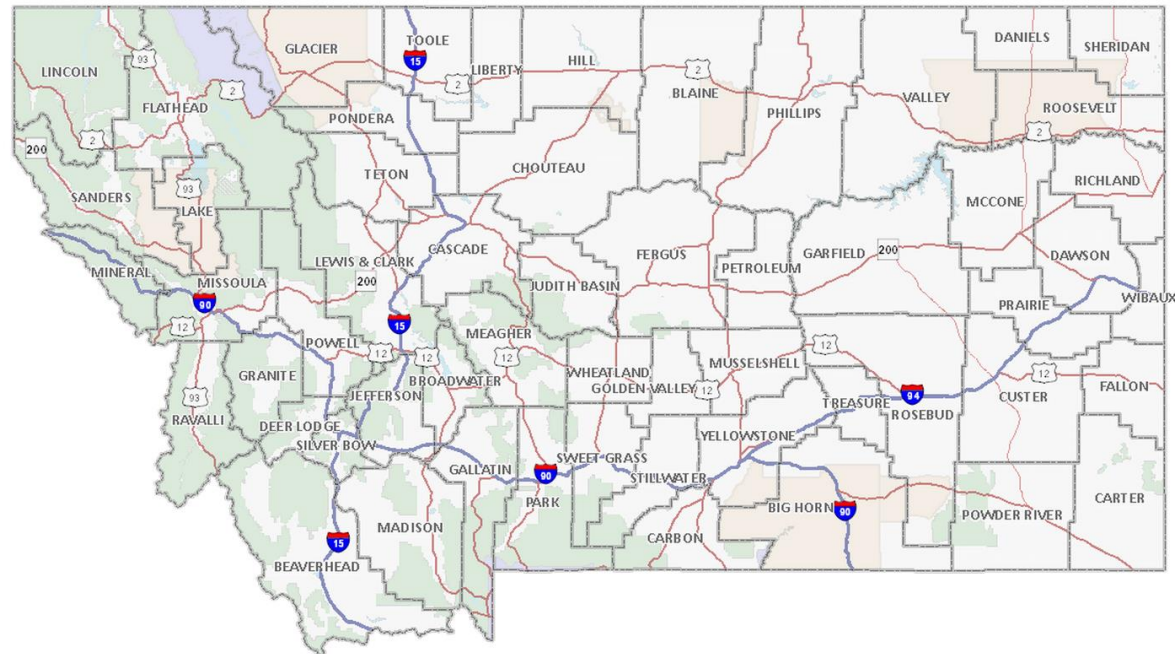 DANIELS
SHERIDAN
GLACIER
TOOLE
15
93
LINCOLN
2
LIBERTY
HILL
2
BLAINE
2
FLATHEAD
VALLEY
ROOSEVELT
PHILLIPS
PONDERA
2
2
200
CHOUTEAU
TETON
RICHLAND
93
SANDERS
LAKE
MCCONE
CASCADE
200
GARFIELD
FERGUS
DAWSON
LEWIS & CLARK
200
PETROLEUM
MINERAL
MISSOULA
JUDITH BASIN
WIBAUX
PRAIRIE
90
12
15
MEAGHER
POWELL
12
12
12
12
MUSSELSHELL
GRANITE
BROADWATER
WHEATLAND
GOLDEN VALLEY
12
12
FALLON
JEFFERSON
94
CUSTER
93
RAVALLI
TREASURE
ROSEBUD
DEER LODGE
SILVER BOW
YELLOWSTONE
SWEET GRASS
GALLATIN
90
STILLWATER
PARK
CARTER
BIG HORN
90
POWDER RIVER
MADISON
CARBON
15
BEAVERHEAD